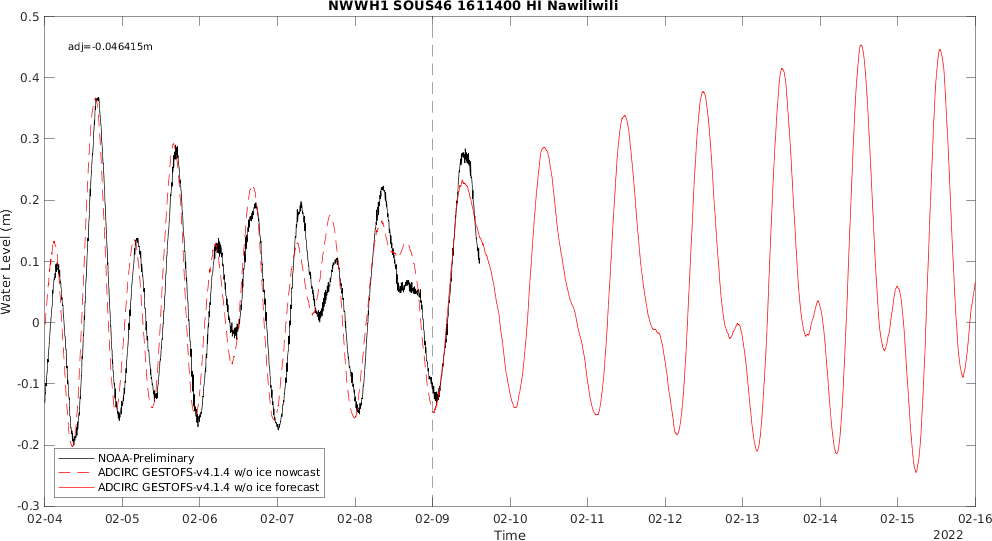 NWWH1 SOUS46 1611400 HI Nawiliwili
adj=-0.046415m
0.5
0.4
0.3
0.2
0.1
0
-0.1
-0.2
-0.3
Water Level (m)
NOAA-Preliminary
ADCIRC GESTOFS-v4.1.4 w/o ice nowcast
ADCIRC GESTOFS-v4.1.4 w/o ice forecast
02-04 02-05 02-06 02-07 02-08 02-09 02-10 02-11 02-12 02-13 02-14 02-15 02-16
Time
2022